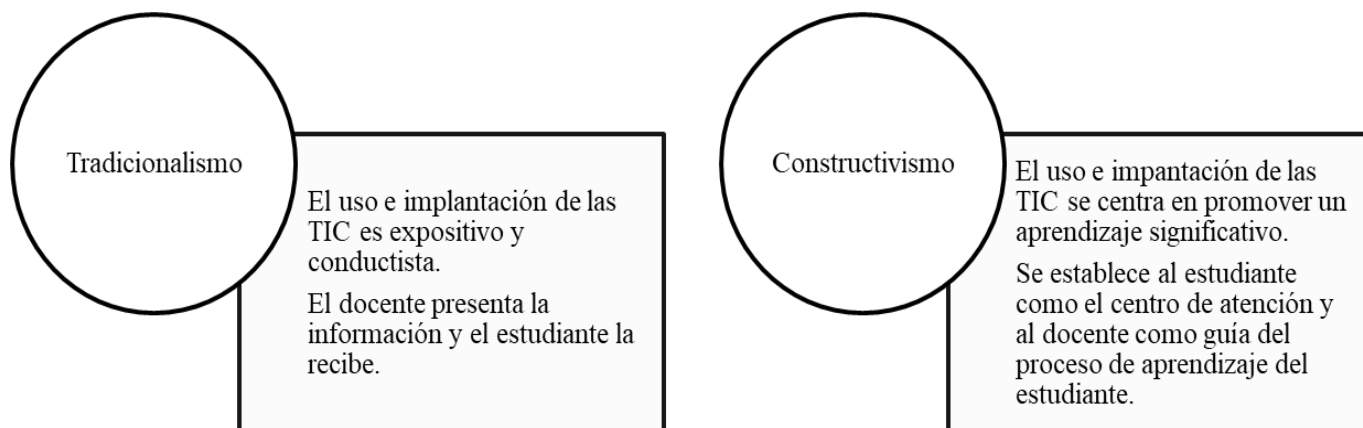 Tradicionalismo
El uso e implantación de las
TIC es expositivo y
conductista.
El docente presenta la
información y el estudiante la
recibe.
Constructivismo
El uso e impantación de las
TIC se centra en promover un
aprendizaje significativo.
Se establece al estudiante
como el centro de atención y
al docente como guía del
proceso de aprendizaje del
estudiante.